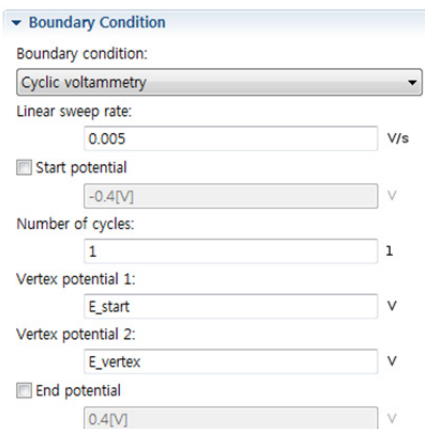 Boundary Condition
Boundary condition:
Cyclic voltammetry
Linear sweep rate:
0.005 V/s
Start potential
-0.4[V] V
Number of cycles:
1 1
Vertex potential 1:
E_start V
Vertex potential 2:
E_vertex V
End potential
0.4[V] V